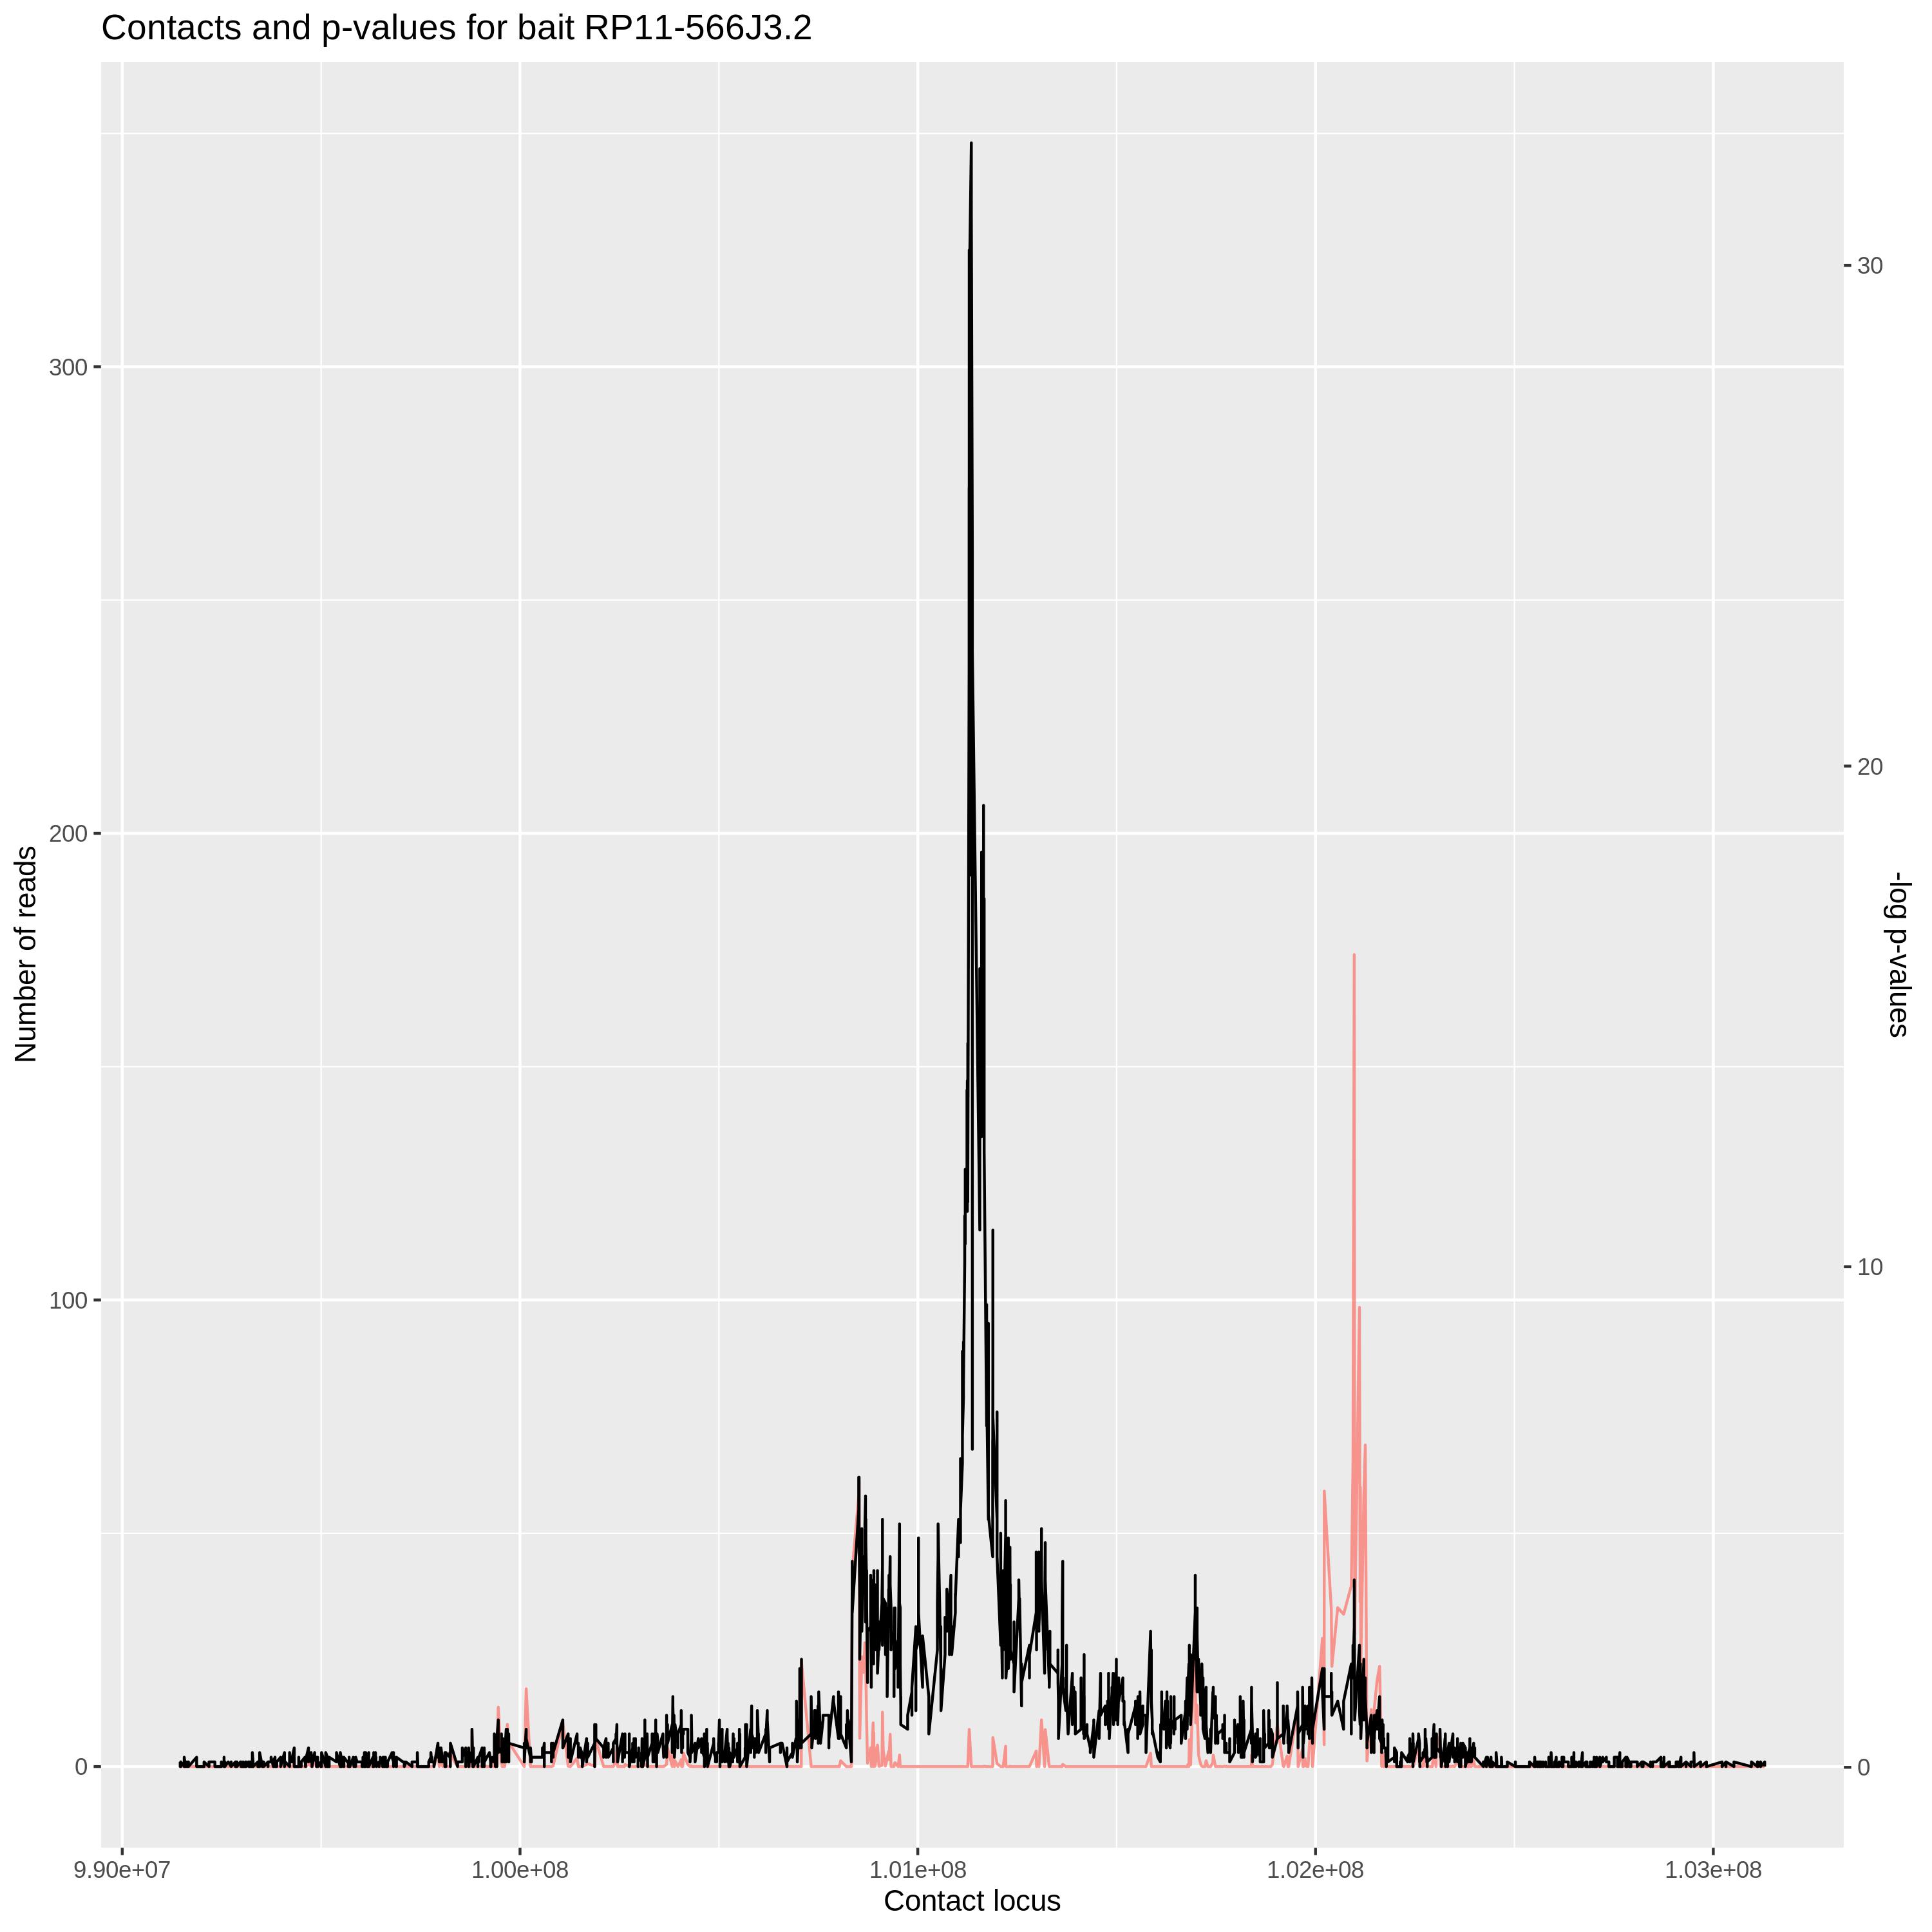 Contacts and p-values for bait RP11-566J3.2
300
200
100
0
Number of reads
30
20
10
0
-log p-values
9.90e+07 1.00e+08 1.01e+08 1.02e+08 1.03e+08
Contact locus